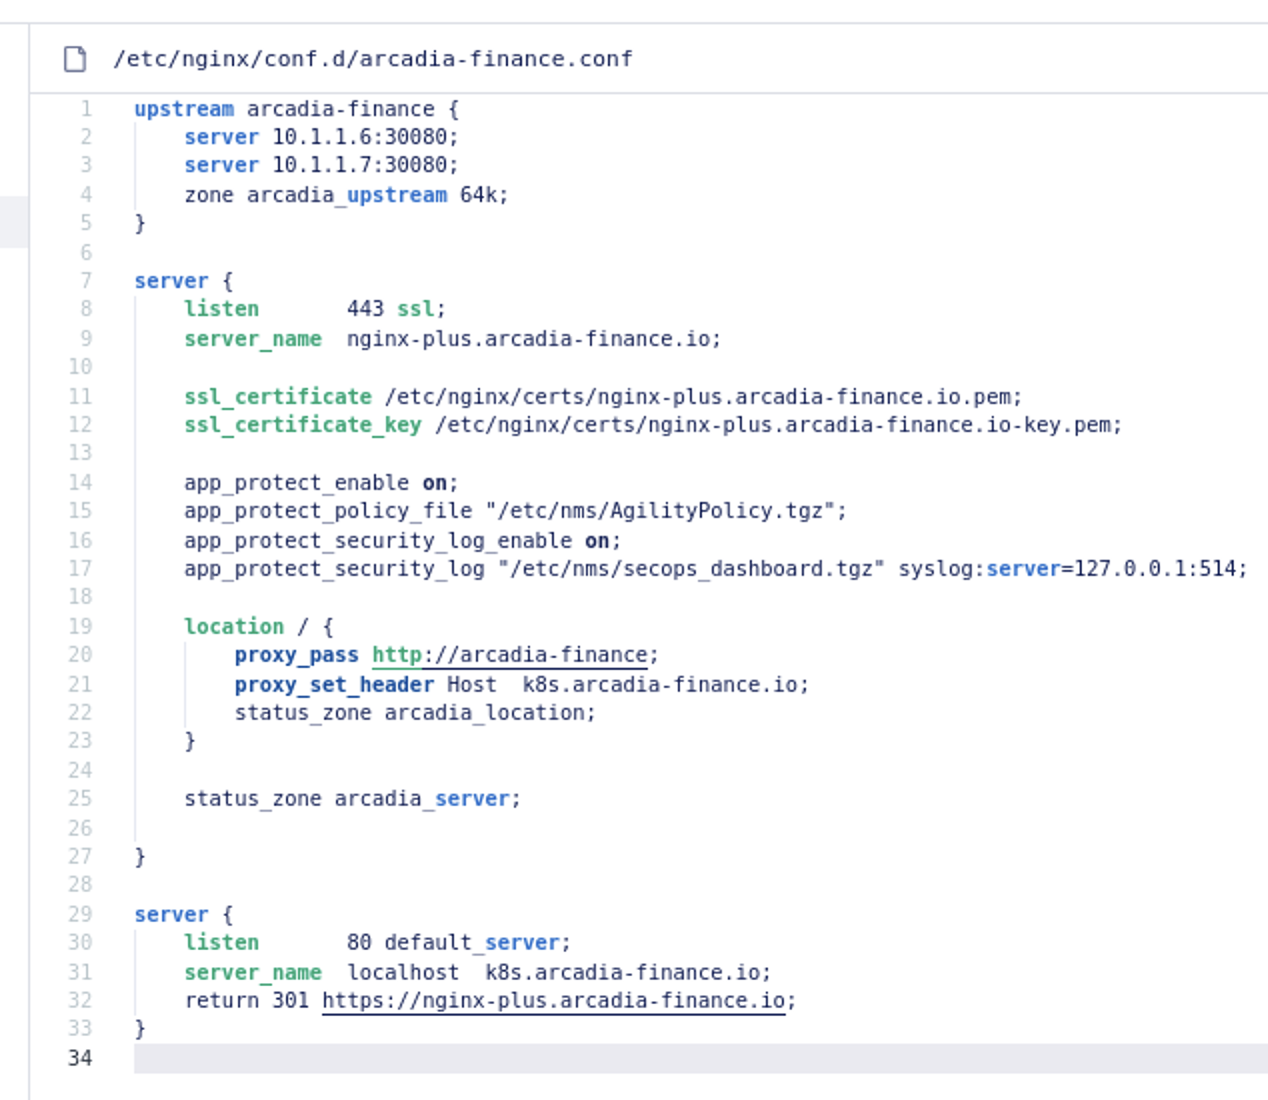 /etc/nginx/conf.d/arcadia-finance.conf
1 upstream arcadia-finance {
2     server 10.1.1.6:30080;
3     server 10.1.1.7:30080;
4     zone arcadia_upstream 64k;
5 }
6
7 server {
8     listen       443 ssl;
9     server_name  nginx-plus.arcadia-finance.io;
10
11     ssl_certificate /etc/nginx/certs/nginx-plus.arcadia-finance.io.pem;
12     ssl_certificate_key /etc/nginx/certs/nginx-plus.arcadia-finance.io-key.pem;
13
14     app_protect_enable on;
15     app_protect_policy_file "/etc/nms/AgilityPolicy.tgz";
16     app_protect_security_log_enable on;
17     app_protect_security_log "/etc/nms/secops_dashboard.tgz" syslog:server=127.0.0.1:514;
18
19     location / {
20         proxy_pass http://arcadia-finance;
21         proxy_set_header Host  k8s.arcadia-finance.io;
22         status_zone arcadia_location;
23     }
24
25     status_zone arcadia_server;
26
27 }
28
29 server {
30     listen       80 default_server;
31     server_name  localhost  k8s.arcadia-finance.io;
32     return 301 https://nginx-plus.arcadia-finance.io;
33 }
34